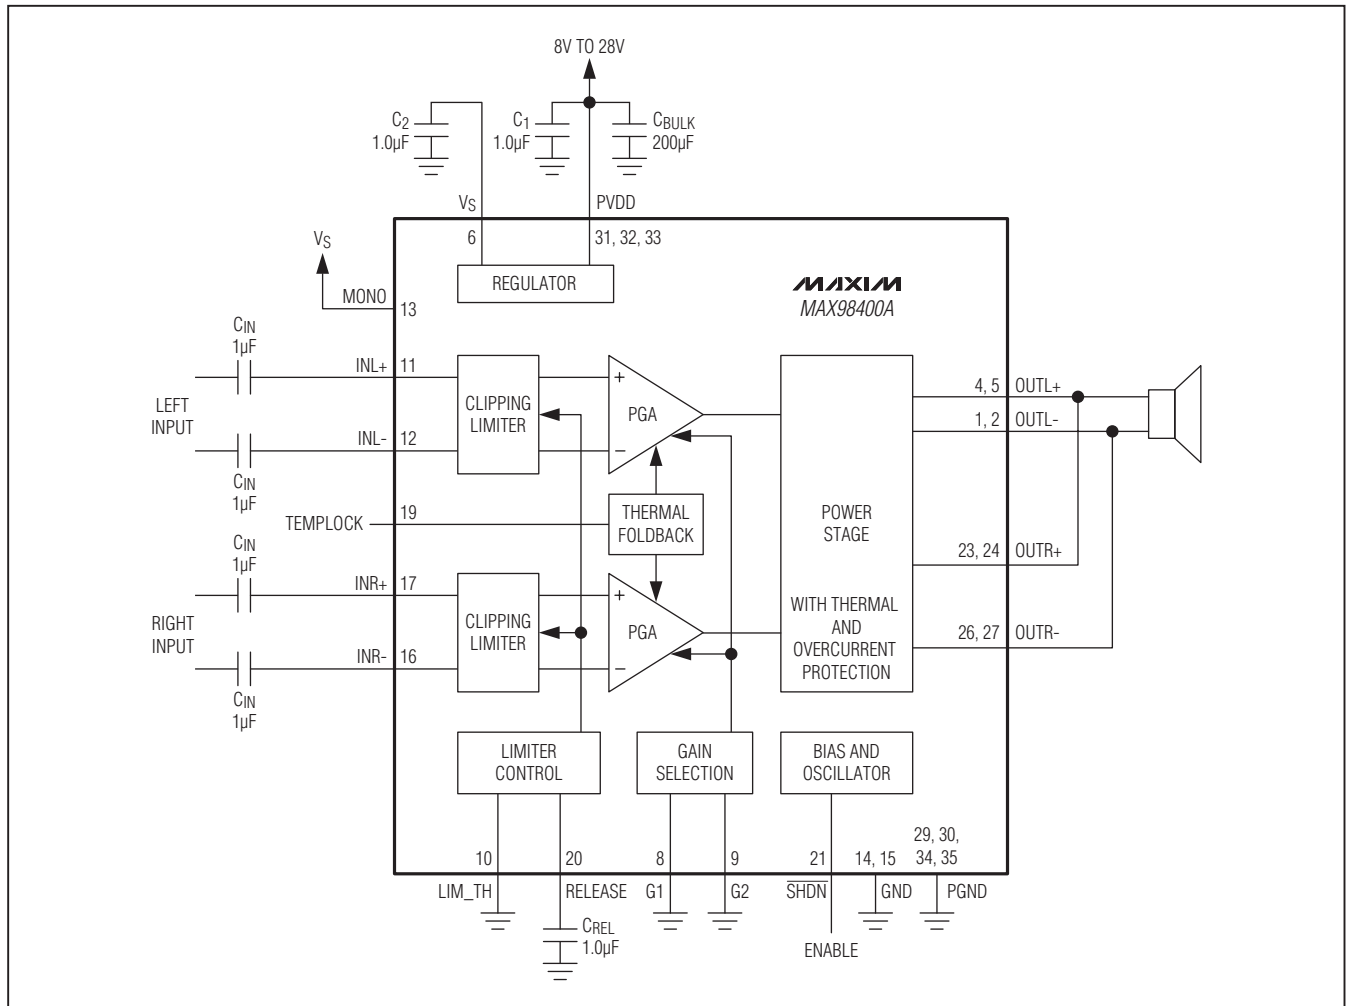 8V TO 28V
C2
1.0µF
C1
1.0µF
CBULK
200µF
VS
PVDD
6
31, 32, 33
VS
REGULATOR
MAXIM
MAX98400A
MONO
13
CIN
1µF
INL+
11
LEFT
INPUT
CLIPPING
LIMITER
+
PGA
−
INL-
12
CIN
1µF
4, 5
OUTL+
1, 2
OUTL-
TEMPLOCK
19
THERMAL
FOLDBACK
POWER
STAGE
WITH THERMAL
AND
OVERCURRENT
PROTECTION
23, 24
OUTR+
26, 27
OUTR-
CIN
1µF
INR+
17
RIGHT
INPUT
CLIPPING
LIMITER
+
PGA
−
INR-
16
CIN
1µF
LIMITER
CONTROL
GAIN
SELECTION
BIAS AND
OSCILLATOR
10
20
8
9
21
14, 15
29, 30,
34, 35
LIM_TH
RELEASE
G1
G2
SHDN
GND
PGND
CREL
1.0µF
ENABLE